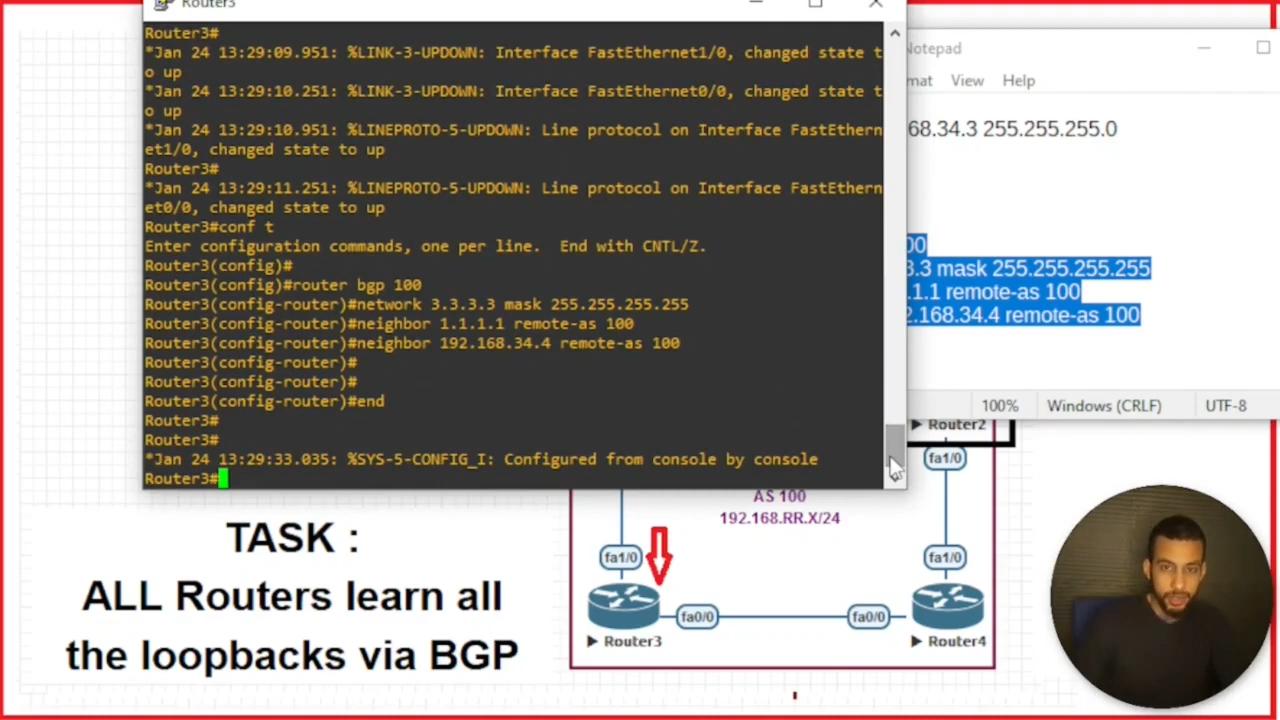 Router3
Router3#
*Jan 24 13:29:09.951: %LINK-3-UPDOWN: Interface FastEthernet1/0, changed state t
o up
*Jan 24 13:29:10.251: %LINK-3-UPDOWN: Interface FastEthernet0/0, changed state t
o up
*Jan 24 13:29:10.951: %LINEPROTO-5-UPDOWN: Line protocol on Interface FastEthern
et1/0, changed state to up
Router3#
*Jan 24 13:29:11.251: %LINEPROTO-5-UPDOWN: Line protocol on Interface FastEthern
et0/0, changed state to up
Router3#conf t
Enter configuration commands, one per line.  End with CNTL/Z.
Router3(config)#
Router3(config)#router bgp 100
Router3(config-router)#network 3.3.3.3 mask 255.255.255.255
Router3(config-router)#neighbor 1.1.1.1 remote-as 100
Router3(config-router)#neighbor 192.168.34.4 remote-as 100
Router3(config-router)#
Router3(config-router)#
Router3(config-router)#end
Router3#
Router3#
*Jan 24 13:29:33.035: %SYS-5-CONFIG_I: Configured from console by console
Router3#
Notepad
mat View Help
68.34.3 255.255.255.0
00
3.3 mask 255.255.255.255
.1.1 remote-as 100
2.168.34.4 remote-as 100
100% Windows (CRLF) UTF-8
Router2
fa1/0
AS 100
192.168.RR.X/24
fa1/0 fa1/0
fa0/0 fa0/0
Router3 Router4
TASK :
ALL Routers learn all
the loopbacks via BGP